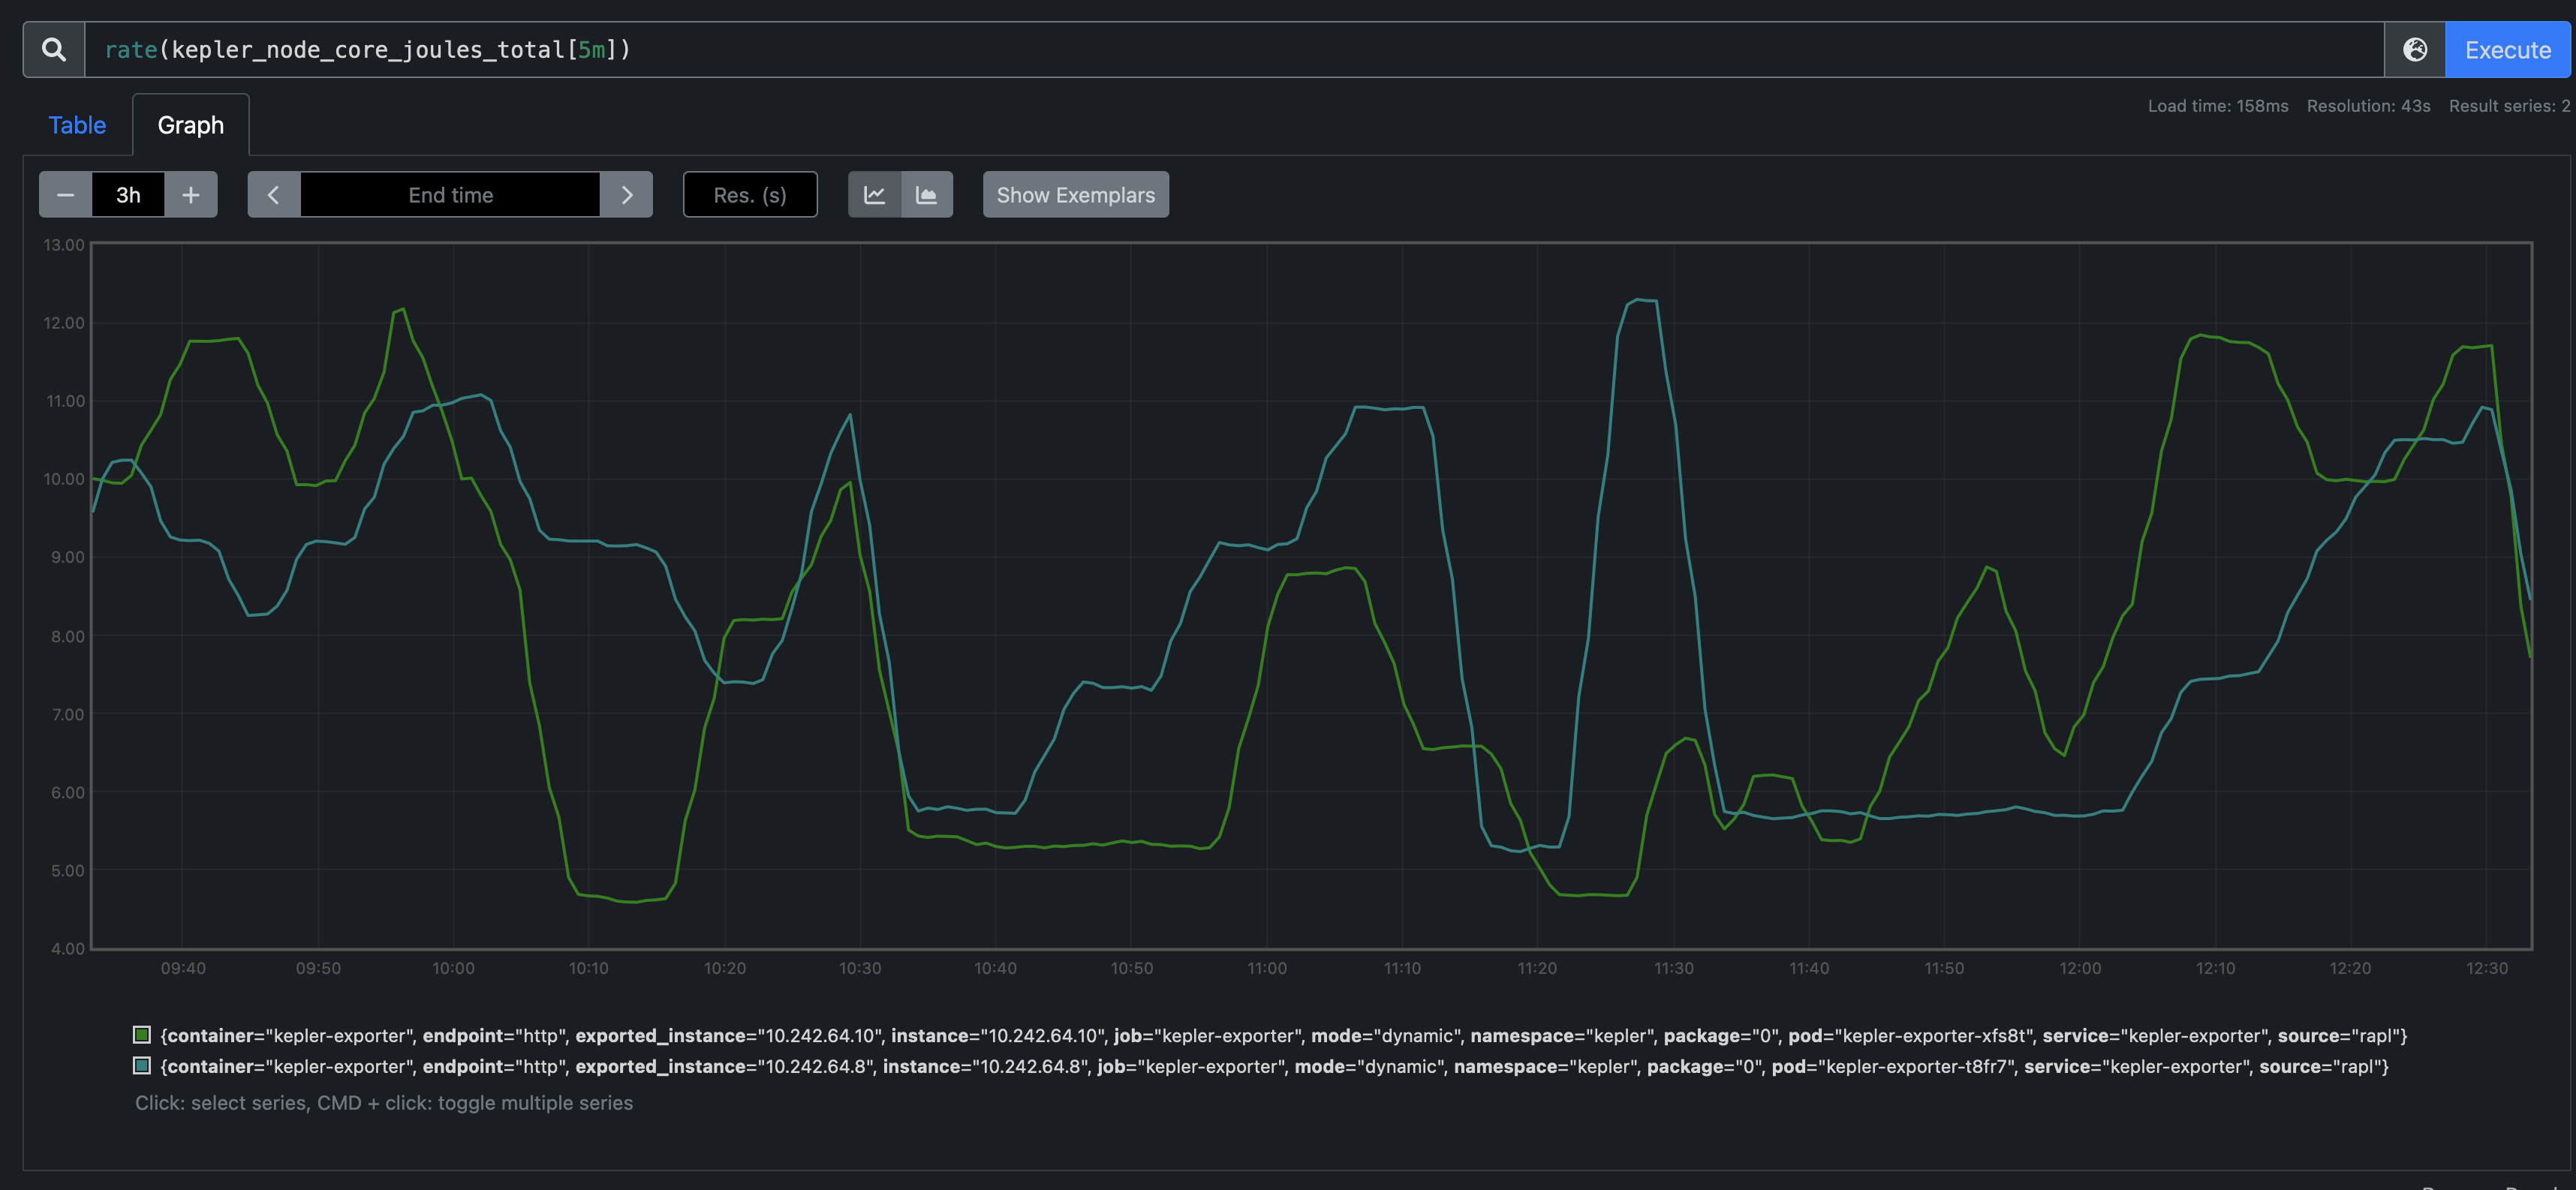 rate(kepler_node_core_joules_total[5m])
Execute
Load time: 158ms Resolution: 43s Result series: 2
Table Graph
− 3h + End time Res. (s) Show Exemplars
13.00
12.00
11.00
10.00
9.00
8.00
7.00
6.00
5.00
4.00
09:40 09:50 10:00 10:10 10:20 10:30 10:40 10:50 11:00 11:10 11:20 11:30 11:40 11:50 12:00 12:10 12:20 12:30
{container="kepler-exporter", endpoint="http", exported_instance="10.242.64.10", instance="10.242.64.10", job="kepler-exporter", mode="dynamic", namespace="kepler", package="0", pod="kepler-exporter-xfs8t", service="kepler-exporter", source="rapl"}
{container="kepler-exporter", endpoint="http", exported_instance="10.242.64.8", instance="10.242.64.8", job="kepler-exporter", mode="dynamic", namespace="kepler", package="0", pod="kepler-exporter-t8fr7", service="kepler-exporter", source="rapl"}
Click: select series, CMD + click: toggle multiple series